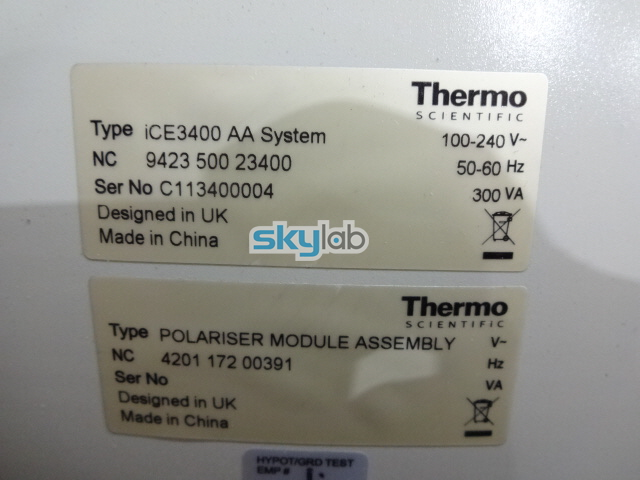 Thermo
SCIENTIFIC
Type iCE3400 AA System 100-240 V~
NC 9423 500 23400 50-60 Hz
Ser No C113400004 300 VA
Designed in UK
Made in China
skylab
Thermo
SCIENTIFIC
Type POLARISER MODULE ASSEMBLY V~
NC 4201 172 00391 Hz
Ser No VA
Designed in UK
Made in China
HYPOT/GRD TEST
EMP #